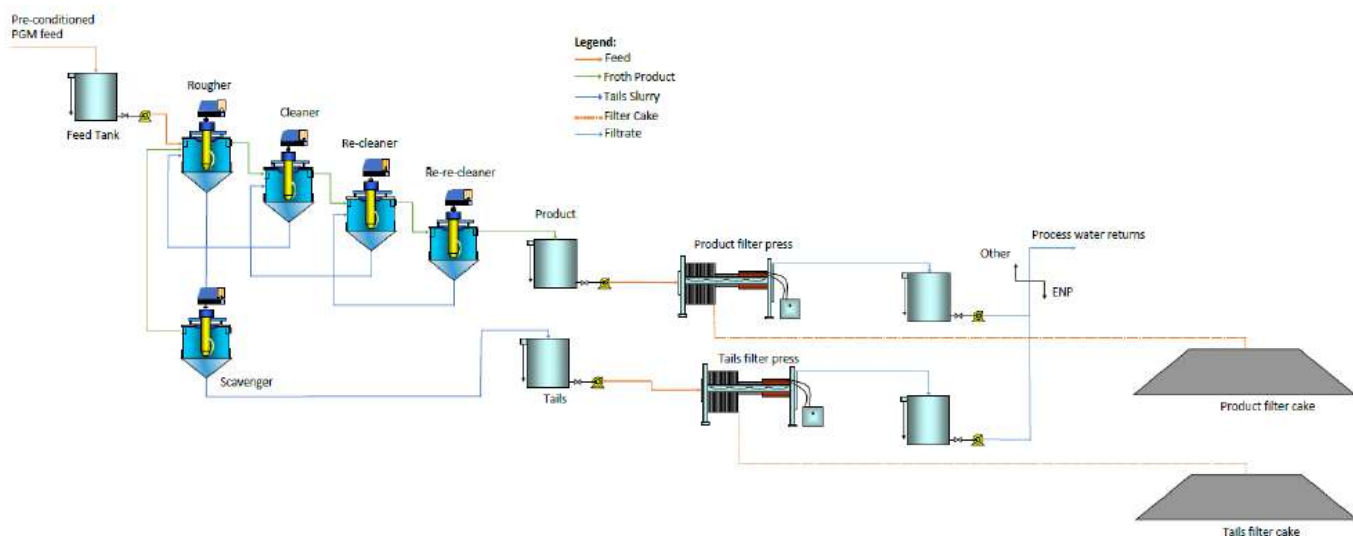 Pre-conditioned
PGM feed
Legend:
Feed
Froth Product
Tails Slurry
Filter Cake
Filtrate
Rougher
Cleaner
Feed Tank
Re-cleaner
Re-re-cleaner
Product
Product filter press
Process water returns
Other
ENP
Tails filter press
Scavenger
Tails
Product filter cake
Tails filter cake